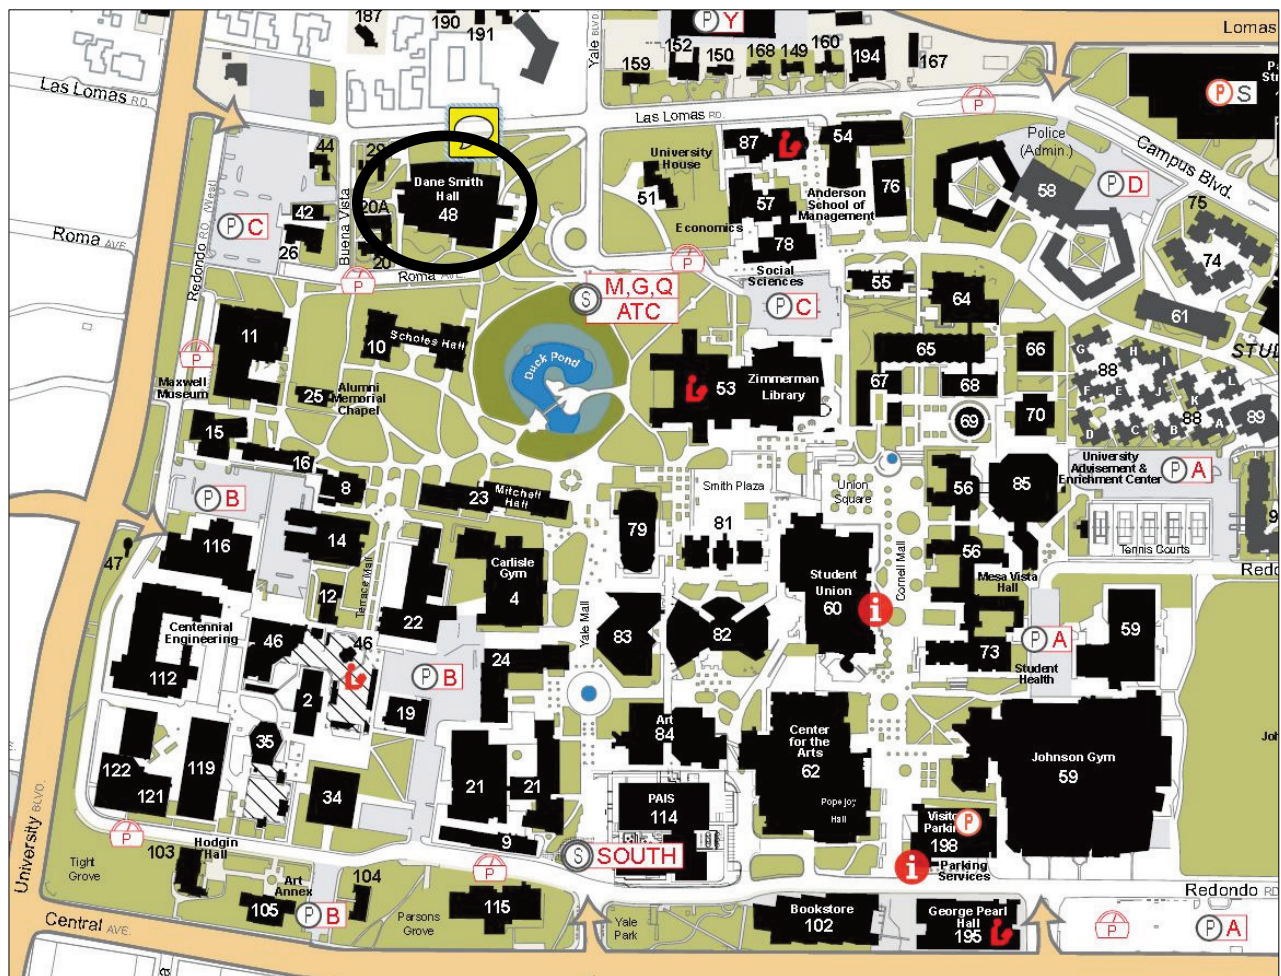 187
190
191
Yale BLVD.
P Y
152
150
168
149
160
194
167
159
Lomas
P S
Las Lomas RD.
Las Lomas RD.
P
Police
(Admin.)
Campus Blvd.
44
29
Dane Smith
Hall
48
University
House
51
87
54
76
Anderson
School of
Management
57
Economics
78
Social
Sciences
58
P D
75
74
61
P C
42
26
Buena Vista
20A
20
Redondo RD. (West)
Roma AVE.
Roma AVE.
P
P
S
M,G,Q
ATC
P C
55
64
65
66
67
68
69
70
11
P
Maxwell
Museum
10
Scholes Hall
25
Alumni
Memorial
Chapel
Duck Pond
53
Zimmerman
Library
G
H
I
88
F
E
J
K
L
D
C
B
88
A
89
STUD
15
16
8
P B
23
Mitchell
Hall
79
Smith Plaza
81
Union
Square
56
85
University
Advisement &
Enrichment Center
P A
9
Tennis Courts
47
116
14
12
Terrace Mall
22
Carlisle
Gym
4
Yale Mall
83
82
Student
Union
60
i
Cornell Mall
56
Mesa Vista
Hall
Redo
Centennial
Engineering
112
46
46
2
19
P B
24
73
Student
Health
P A
59
Art
84
Center
for the
Arts
62
Popejoy
Hall
Johnson Gym
59
Joh
35
122
121
119
34
21
21
PAIS
114
9
S
SOUTH
Visito
Parkin
P
198
i
Parking
Services
University BLVD.
P
Hodgin
Hall
103
Tight
Grove
Art
Annex
105
104
P B
P
Parsons
Grove
115
Yale
Park
Bookstore
102
George Pearl
Hall
195
Redondo RD
P
P A
Central AVE.